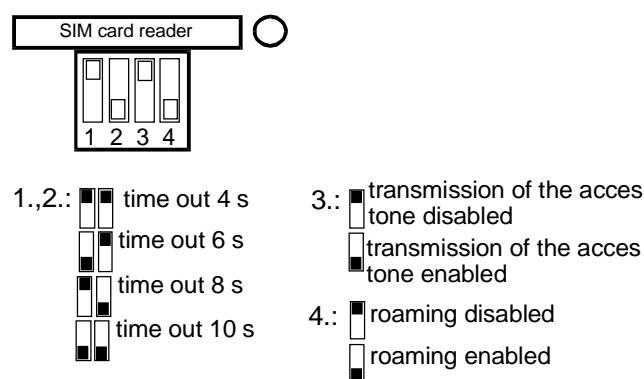 SIM card reader
1 2 3 4
1.,2.:
time out 4 s
time out 6 s
time out 8 s
time out 10 s
3.:
transmission of the acces
tone disabled
transmission of the acces
tone enabled
4.:
roaming disabled
roaming enabled